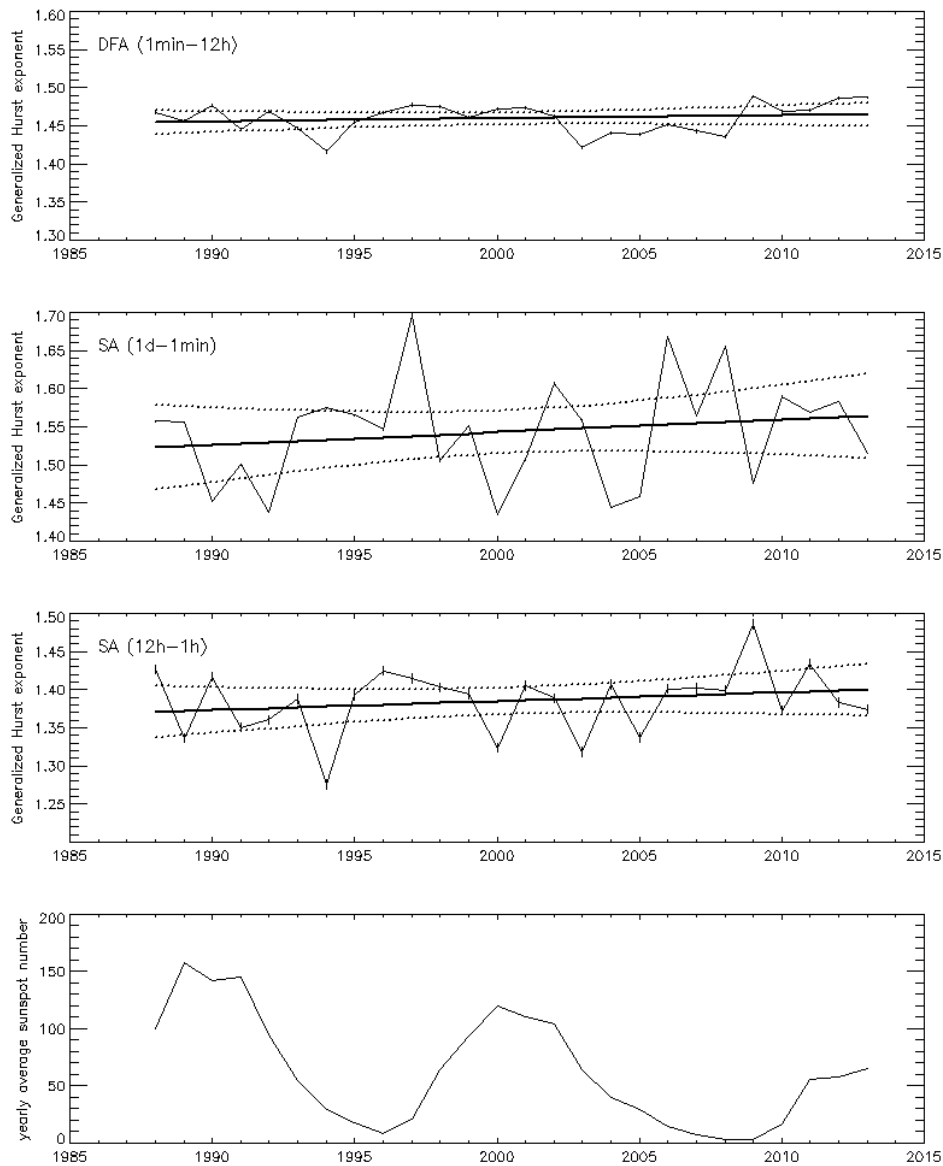 1.60
1.55
1.50
1.45
1.40
1.35
1.30
Generalized Hurst exponent
DFA (1min–12h)
1985 1990 1995 2000 2005 2010 2015
1.70
1.65
1.60
1.55
1.50
1.45
1.40
Generalized Hurst exponent
SA (1d–1min)
1985 1990 1995 2000 2005 2010 2015
1.50
1.45
1.40
1.35
1.30
1.25
Generalized Hurst exponent
SA (12h–1h)
1985 1990 1995 2000 2005 2010 2015
200
150
100
50
0
yearly average sunspot number
1985 1990 1995 2000 2005 2010 2015